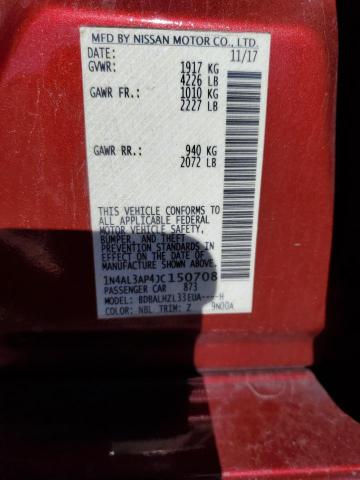 MFD BY NISSAN MOTOR CO., LTD.
DATE: 11/17
GVWR: 1917 KG
4226 LB
GAWR FR: 1010 KG
2227 LB
GAWR RR: 940 KG
2072 LB
THIS VEHICLE CONFORMS TO
ALL APPLICABLE FEDERAL
MOTOR VEHICLE SAFETY,
BUMPER, AND THEFT
PREVENTION STANDARDS IN
EFFECT ON THE DATE OF
MANUFACTURE SHOWN ABOVE.
1N4AL3AP4JC150708
PASSENGER CAR 873
MODEL: BDBALHZL33EUA----H
COLOR: NBL TRIM: Z 9N00A